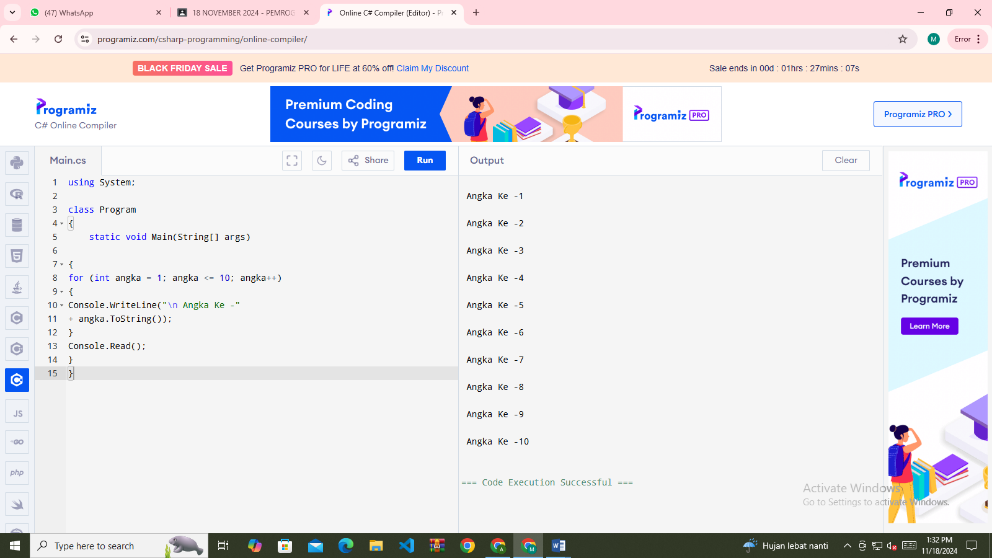 (47) WhatsApp
18 NOVEMBER 2024 - PEMROG
Online C# Compiler (Editor) - Pr
programiz.com/csharp-programming/online-compiler/
M
Error
BLACK FRIDAY SALE Get Programiz PRO for LIFE at 60% off! Claim My Discount
Sale ends in 00d : 01hrs : 27mins : 07s
Programiz
C# Online Compiler
Premium Coding
Courses by Programiz
Programiz PRO
Programiz PRO
Main.cs
Share
Run
Output
Clear
1 using System;
2
3 class Program
4 {
5 static void Main(String[] args)
6
7 {
8 for (int angka = 1; angka <= 10; angka++)
9 {
10 Console.WriteLine("\n Angka Ke -"
11 + angka.ToString());
12 }
13 Console.Read();
14 }
15 }
Angka Ke -1
Angka Ke -2
Angka Ke -3
Angka Ke -4
Angka Ke -5
Angka Ke -6
Angka Ke -7
Angka Ke -8
Angka Ke -9
Angka Ke -10
=== Code Execution Successful ===
JS
GO
php
Programiz PRO
Premium
Courses by
Programiz
Learn More
Activate Windows
Go to Settings to activate Windows.
Type here to search
Hujan lebat nanti
1:32 PM
11/18/2024